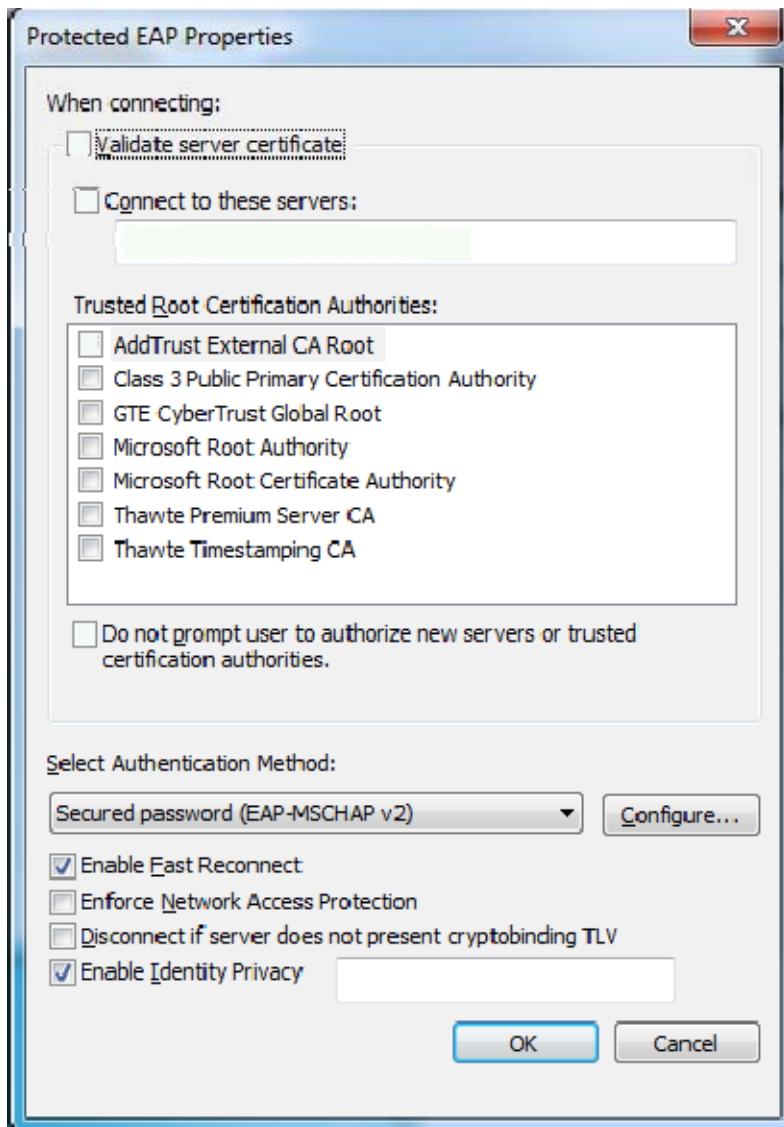 Protected EAP Properties
When connecting:
Validate server certificate
Connect to these servers:
Trusted Root Certification Authorities:
AddTrust External CA Root
Class 3 Public Primary Certification Authority
GTE CyberTrust Global Root
Microsoft Root Authority
Microsoft Root Certificate Authority
Thawte Premium Server CA
Thawte Timestamping CA
Do not prompt user to authorize new servers or trusted
certification authorities.
Select Authentication Method:
Secured password (EAP-MSCHAP v2)
Configure...
Enable Fast Reconnect
Enforce Network Access Protection
Disconnect if server does not present cryptobinding TLV
Enable Identity Privacy
OK
Cancel